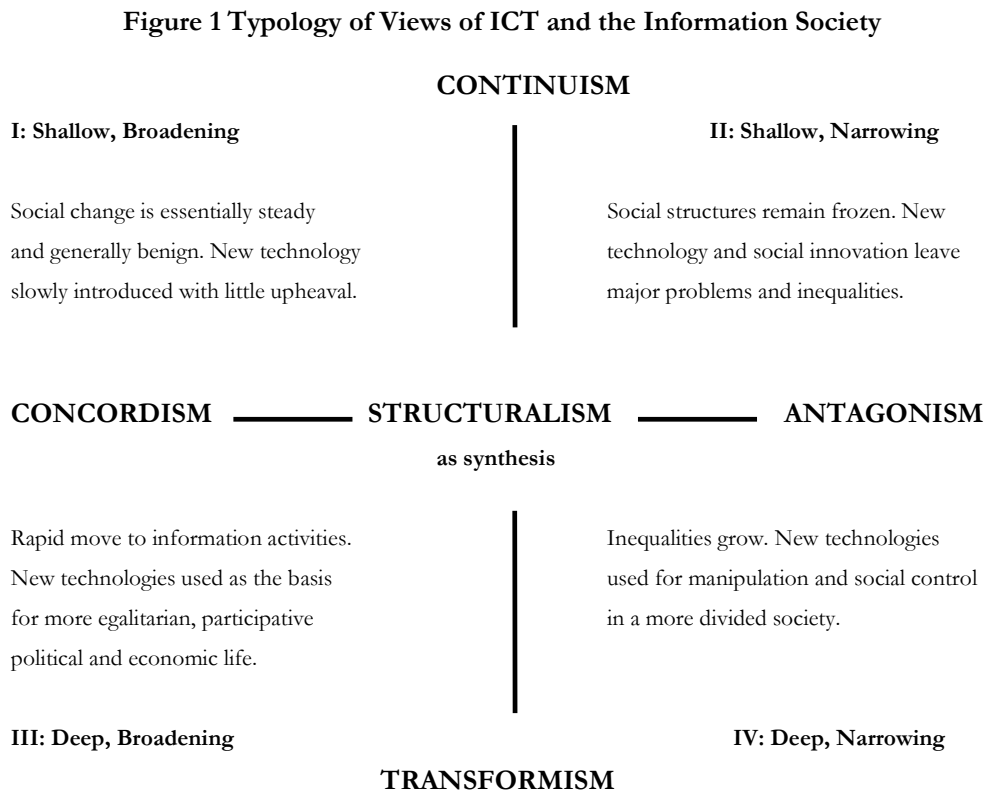 Figure 1 Typology of Views of ICT and the Information Society
CONTINUISM
I: Shallow, Broadening
II: Shallow, Narrowing
Social change is essentially steady
and generally benign. New technology
slowly introduced with little upheaval.
Social structures remain frozen. New
technology and social innovation leave
major problems and inequalities.
CONCORDISM
STRUCTURALISM
ANTAGONISM
as synthesis
Rapid move to information activities.
New technologies used as the basis
for more egalitarian, participative
political and economic life.
Inequalities grow. New technologies
used for manipulation and social control
in a more divided society.
III: Deep, Broadening
IV: Deep, Narrowing
TRANSFORMISM